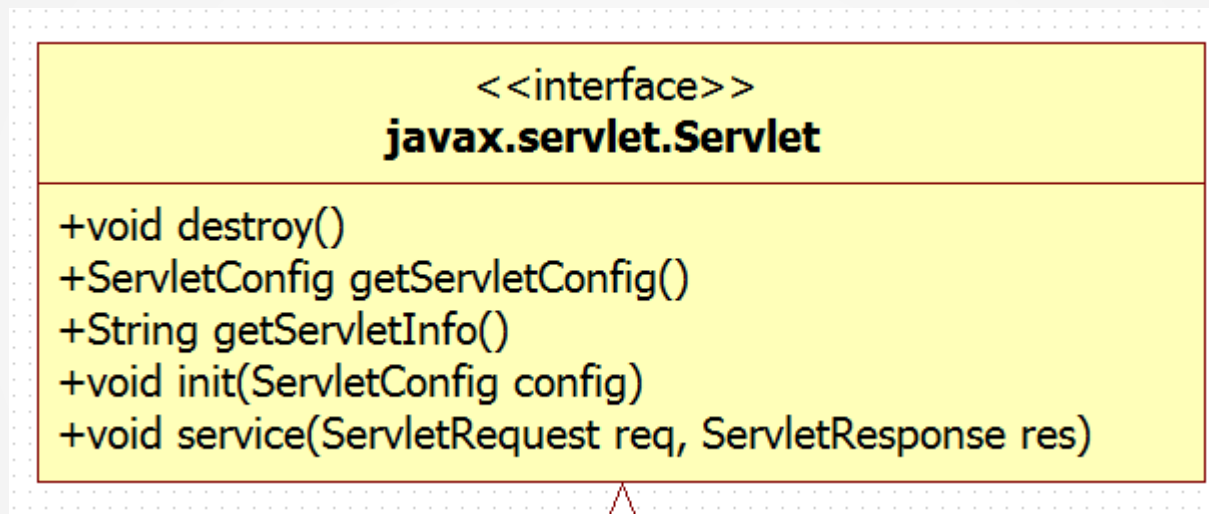 <<interface>>
javax.servlet.Servlet
+void destroy()
+ServletConfig getServletConfig()
+String getServletInfo()
+void init(ServletConfig config)
+void service(ServletRequest req, ServletResponse res)